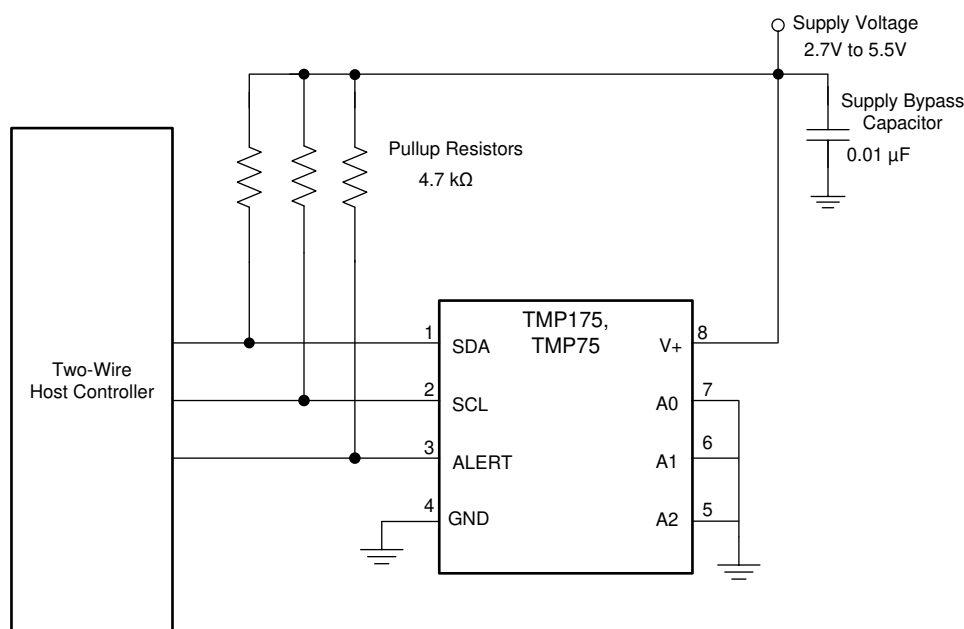 Supply Voltage
2.7V to 5.5V
Supply Bypass
Capacitor
0.01 µF
Pullup Resistors
4.7 kΩ
Two-Wire
Host Controller
TMP175,
TMP75
1
SDA
V+
8
2
SCL
A0
7
3
ALERT
A1
6
4
GND
A2
5